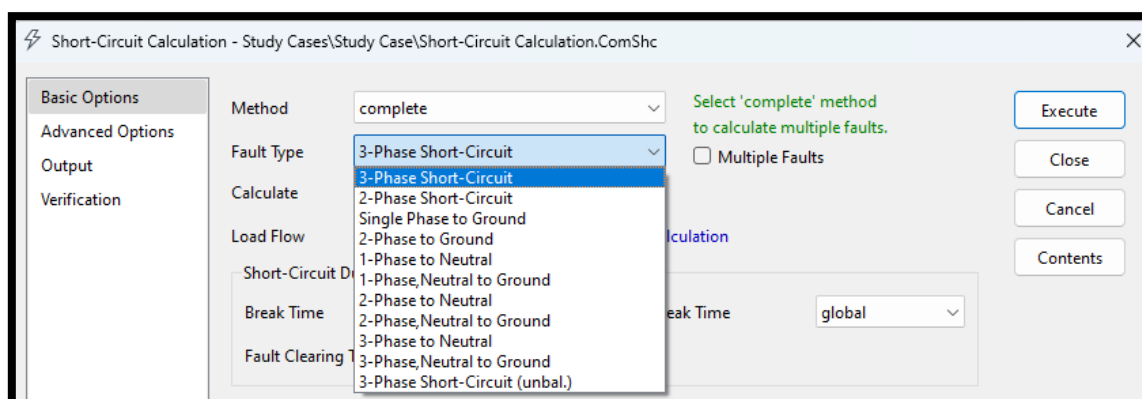 Short-Circuit Calculation - Study Cases\Study Case\Short-Circuit Calculation.ComShc
Basic Options
Advanced Options
Output
Verification
Method
complete
Select 'complete' method
to calculate multiple faults.
Fault Type
3-Phase Short-Circuit
Multiple Faults
3-Phase Short-Circuit
2-Phase Short-Circuit
Single Phase to Ground
2-Phase to Ground
1-Phase to Neutral
1-Phase,Neutral to Ground
2-Phase to Neutral
2-Phase,Neutral to Ground
3-Phase to Neutral
3-Phase,Neutral to Ground
3-Phase Short-Circuit (unbal.)
Calculate
Load Flow
lculation
Short-Circuit D
Break Time
eak Time
global
Fault Clearing T
Execute
Close
Cancel
Contents